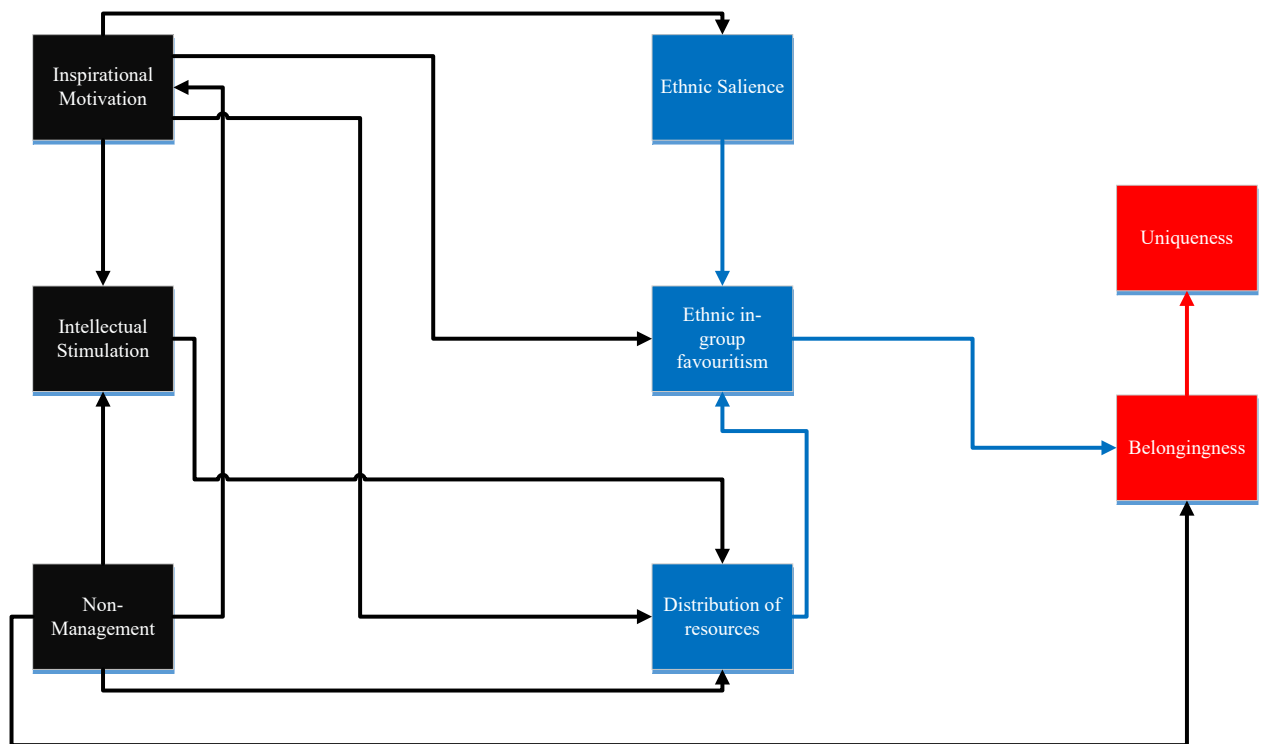 Inspirational
Motivation
Ethnic Salience
Uniqueness
Intellectual
Stimulation
Ethnic in-
group
favouritism
Belongingness
Non-
Management
Distribution of
resources